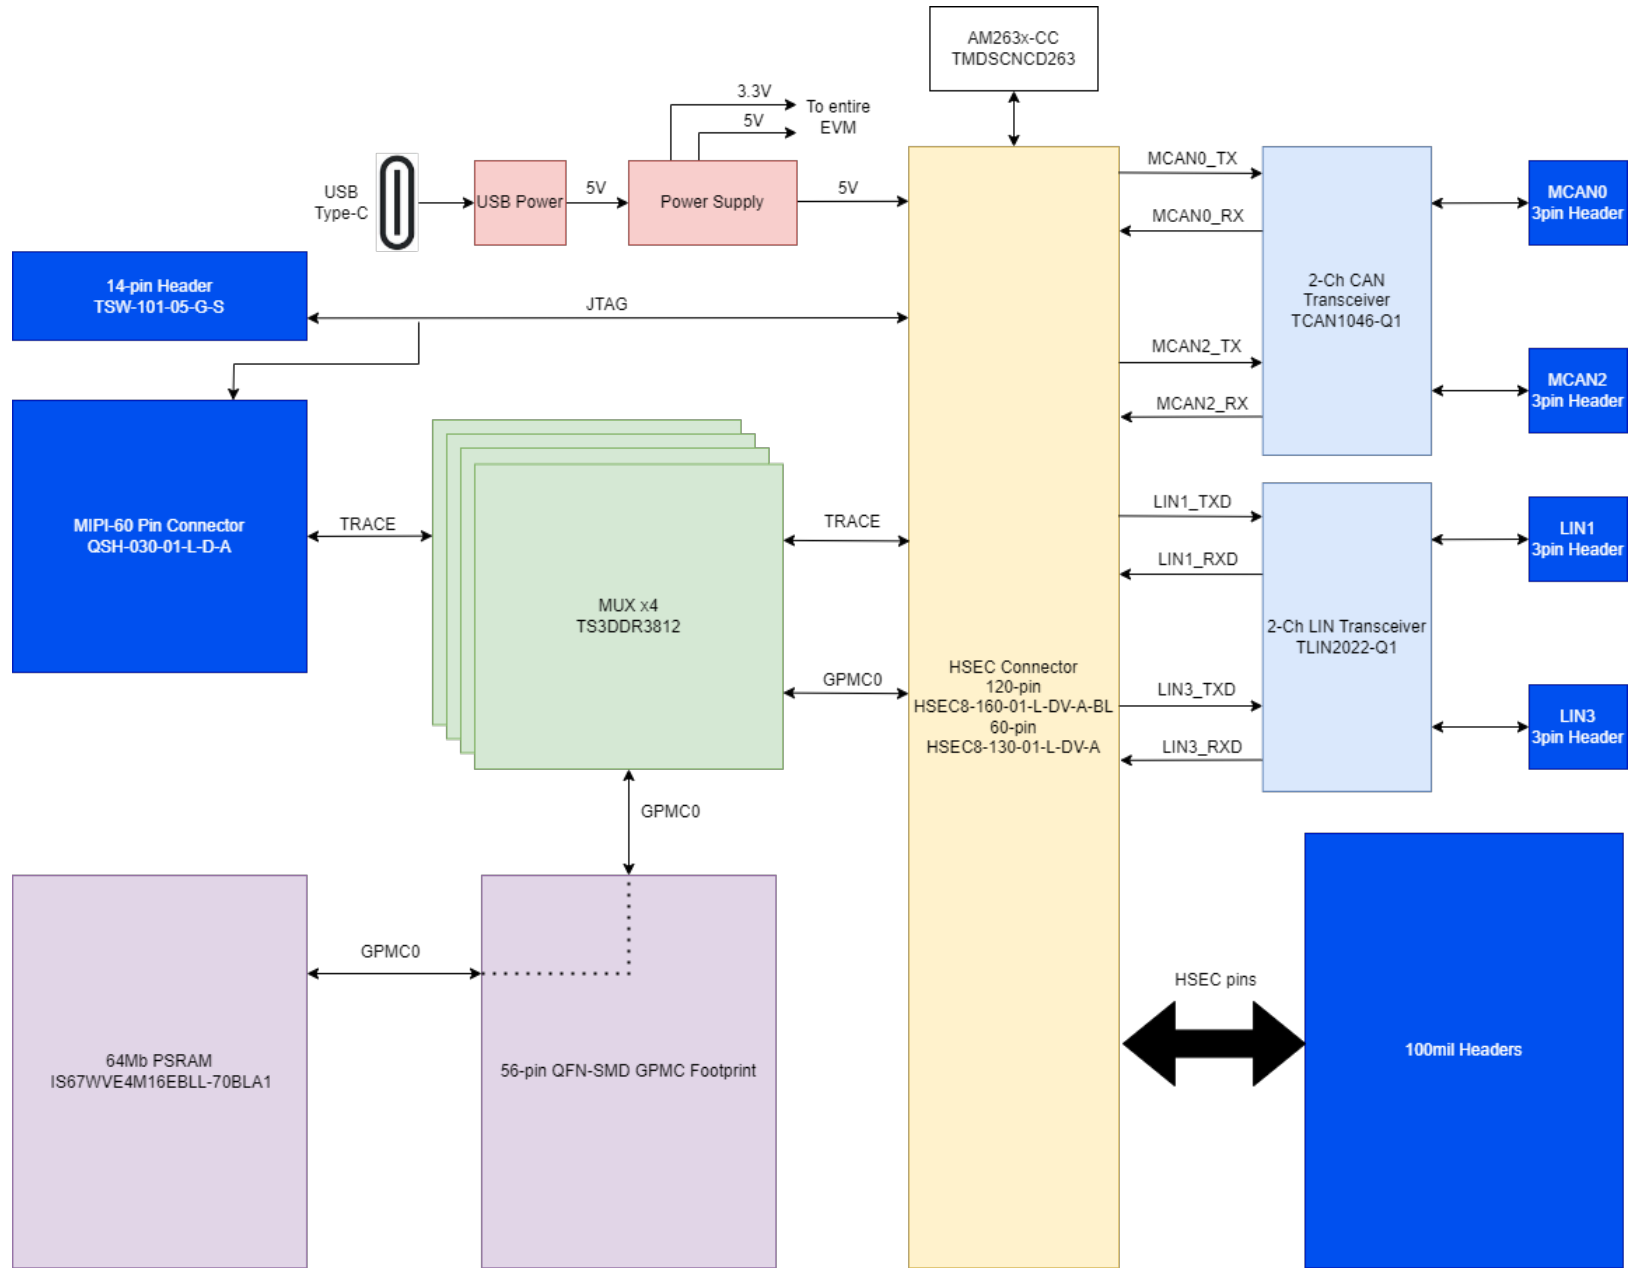 AM263x-CC
TMDSCNCD263
3.3V
5V
To entire
EVM
USB
Type-C
USB Power
5V
Power Supply
5V
14-pin Header
TSW-101-05-G-S
JTAG
MIPI-60 Pin Connector
QSH-030-01-L-D-A
TRACE
MUX x4
TS3DDR3812
TRACE
GPMC0
GPMC0
64Mb PSRAM
IS67WVE4M16EBLL-70BLA1
GPMC0
56-pin QFN-SMD GPMC Footprint
HSEC Connector
120-pin
HSEC8-160-01-L-DV-A-BL
60-pin
HSEC8-130-01-L-DV-A
MCAN0_TX
MCAN0_RX
MCAN2_TX
MCAN2_RX
2-Ch CAN
Transceiver
TCAN1046-Q1
MCAN0
3pin Header
MCAN2
3pin Header
LIN1_TXD
LIN1_RXD
LIN3_TXD
LIN3_RXD
2-Ch LIN Transceiver
TLIN2022-Q1
LIN1
3pin Header
LIN3
3pin Header
HSEC pins
100mil Headers